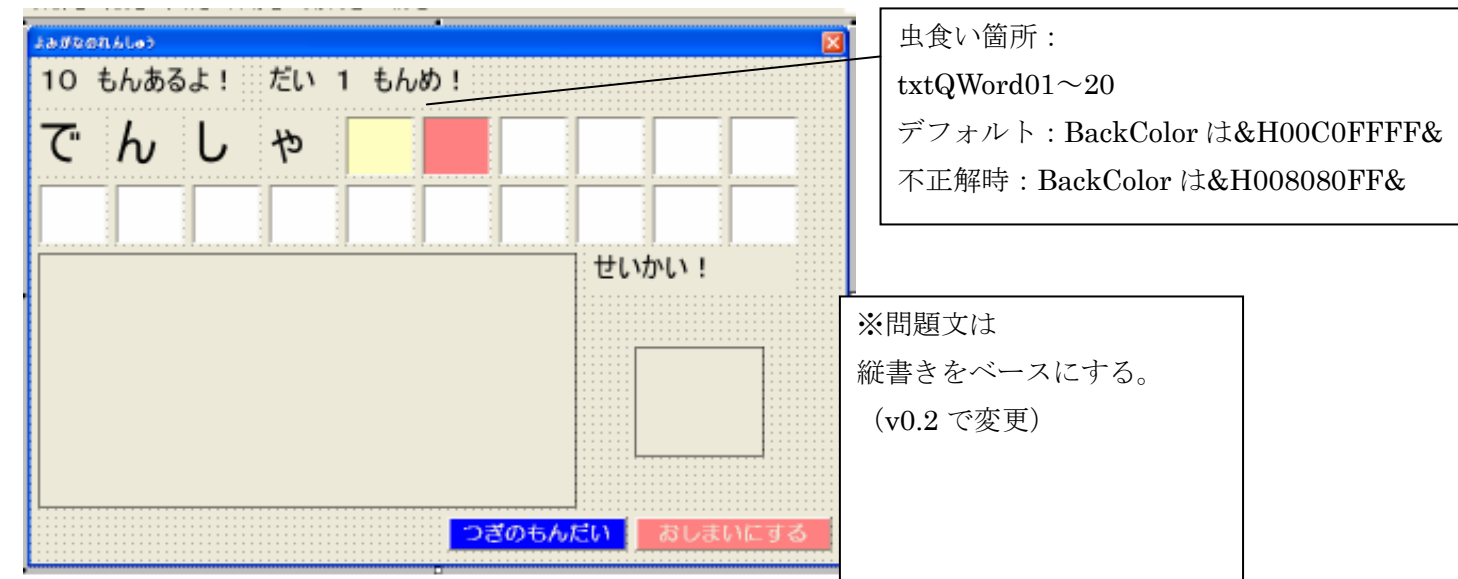 よみがなのれんしゅう
10 もんあるよ! だい 1 もんめ!
で ん し ゃ
せいかい!
つぎのもんだい おしまいにする
虫食い箇所：
txtQWord01～20
デフォルト：BackColor は&H00C0FFFF&
不正解時：BackColor は&H008080FF&
※問題文は
縦書きをベースにする。
（v0.2 で変更）